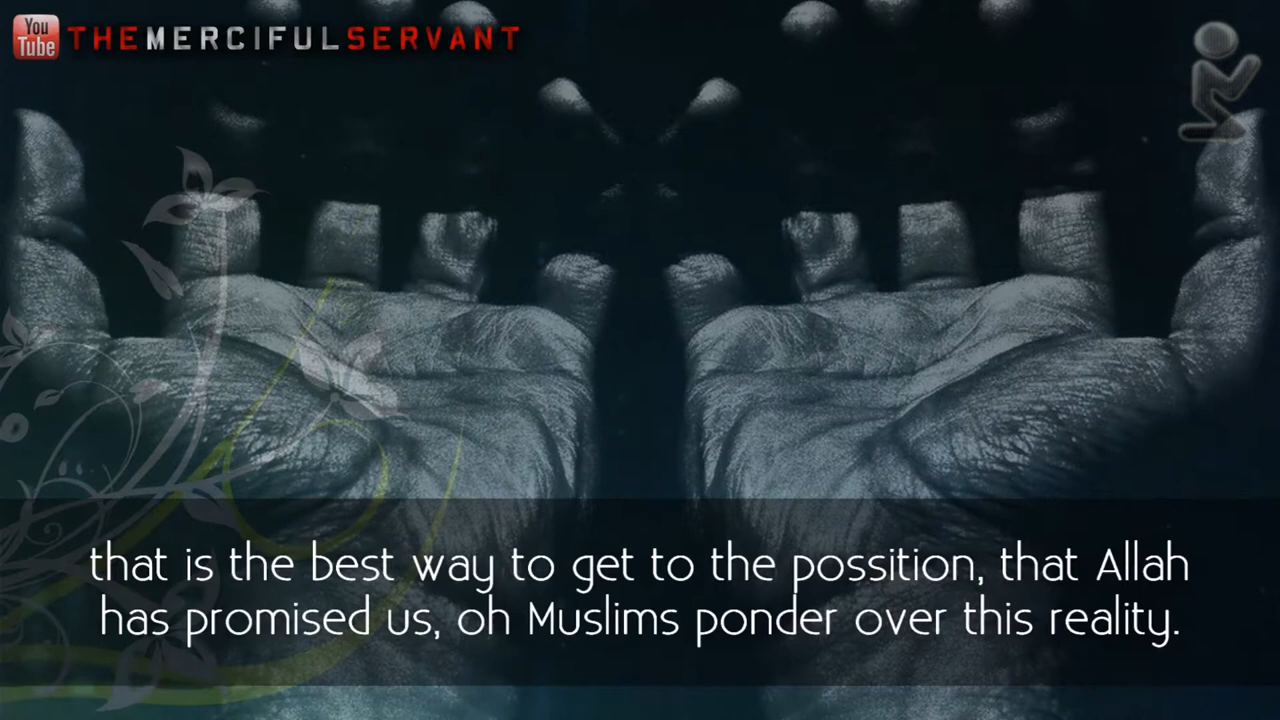 You
Tube
THEMERCIFULSERVANT
that is the best way to get to the possition, that Allah
has promised us, oh Muslims ponder over this reality.